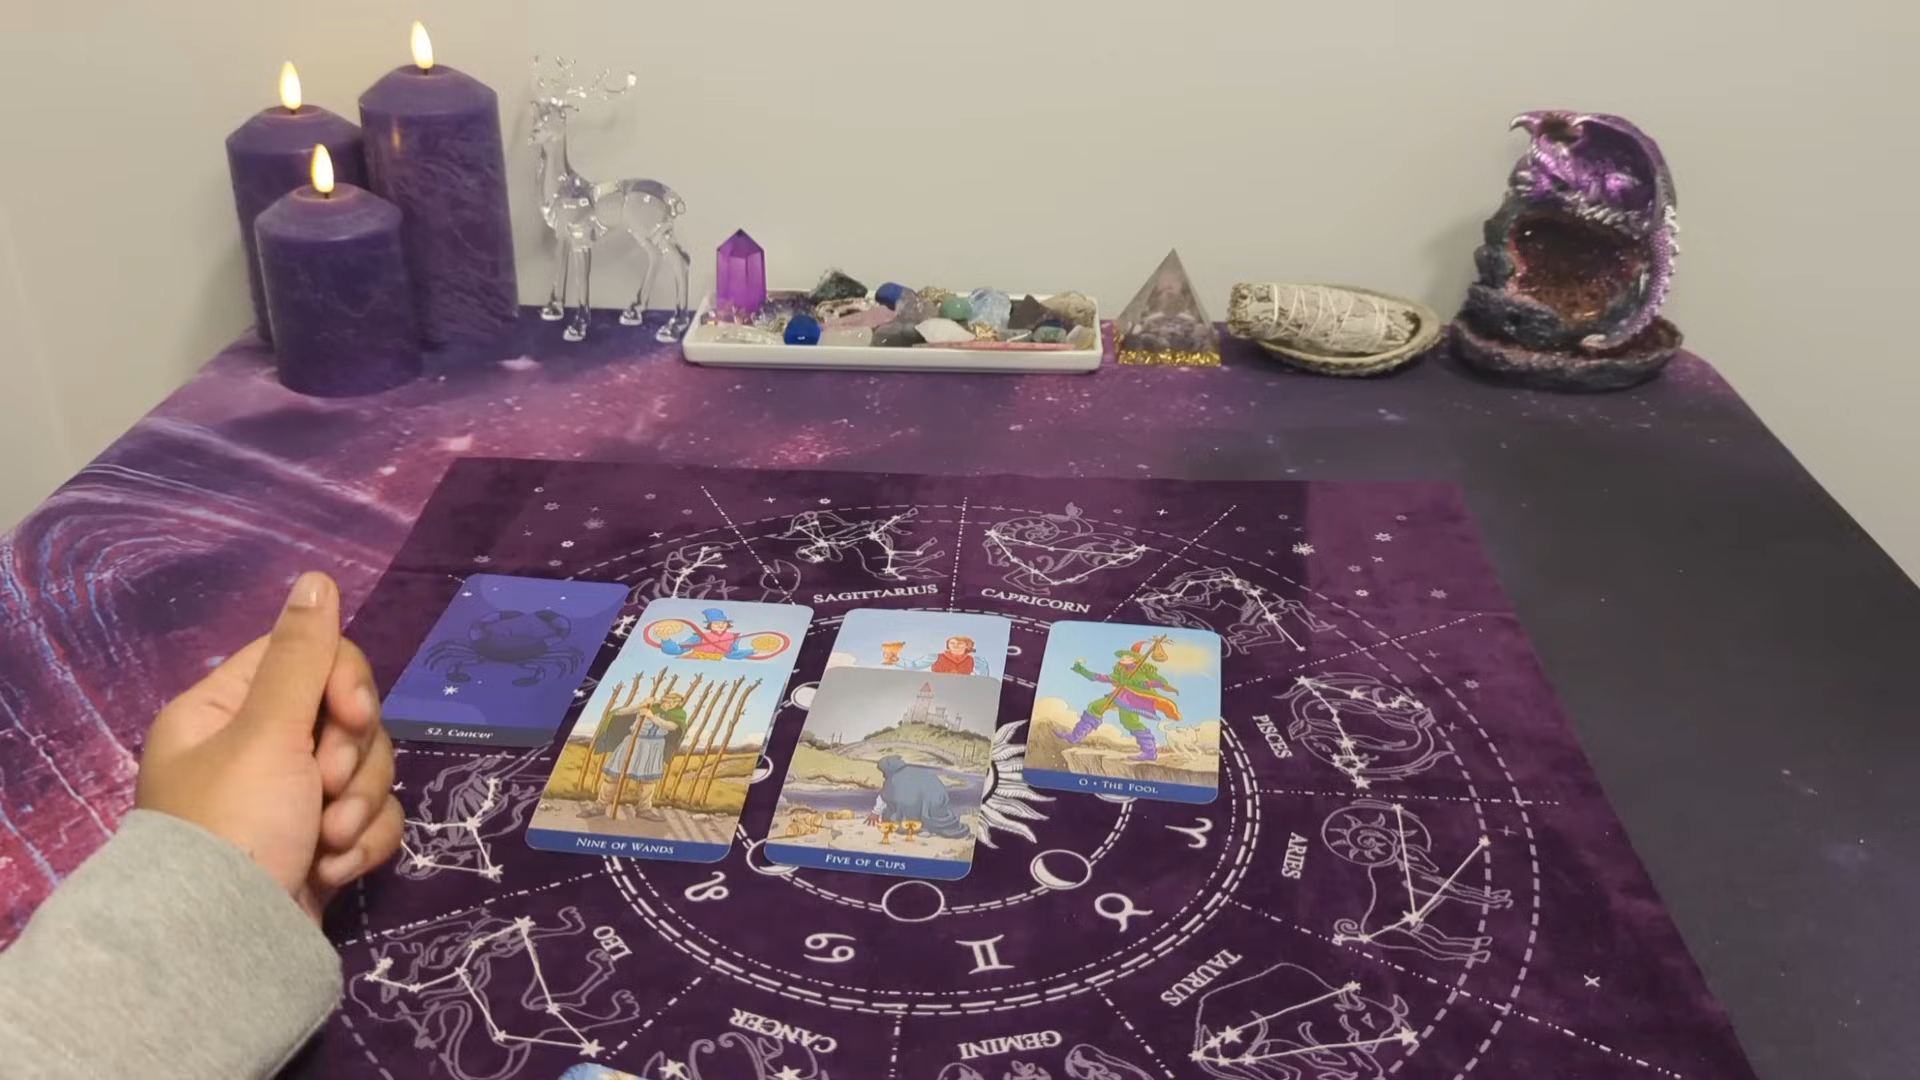 SAGITTARIUS
CAPRICORN
52. Cancer
PISCES
0 • THE FOOL
NINE OF WANDS
FIVE OF CUPS
ARIES
LEO
TAURUS
CANCER
GEMINI